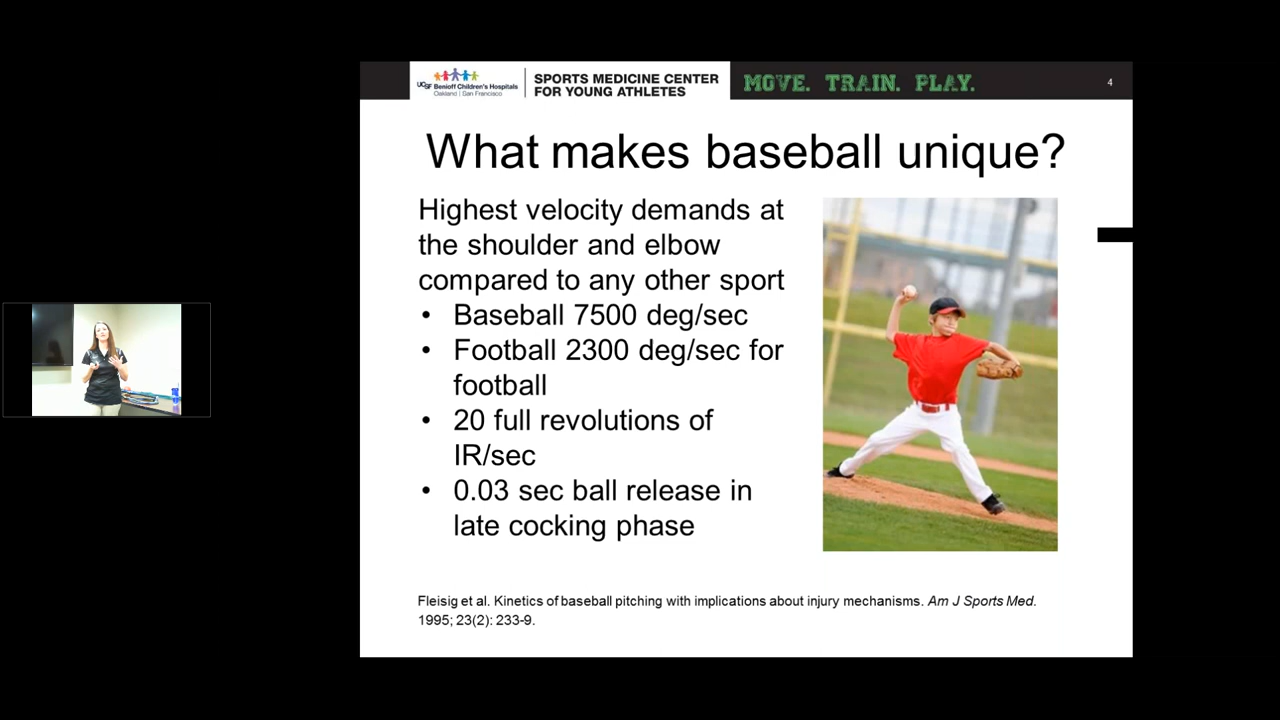 UCSF Benioff Children's Hospitals
Oakland | San Francisco
SPORTS MEDICINE CENTER
FOR YOUNG ATHLETES
MOVE. TRAIN. PLAY.
4
What makes baseball unique?
Highest velocity demands at
the shoulder and elbow
compared to any other sport
• Baseball 7500 deg/sec
• Football 2300 deg/sec for
football
• 20 full revolutions of
IR/sec
• 0.03 sec ball release in
late cocking phase
Fleisig et al. Kinetics of baseball pitching with implications about injury mechanisms. Am J Sports Med.
1995; 23(2): 233-9.